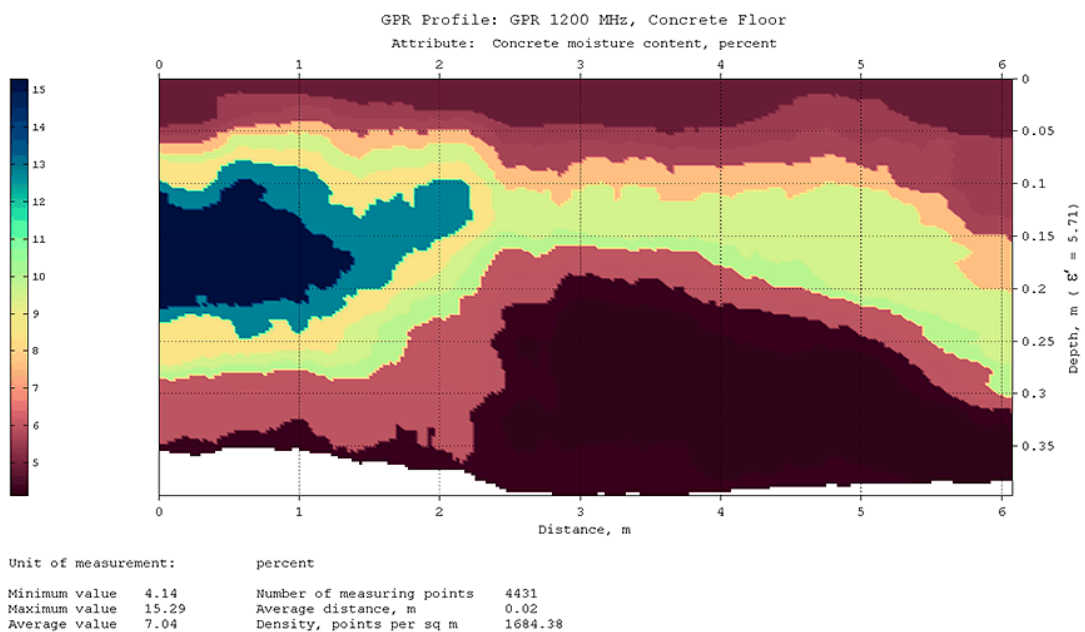 GPR Profile: GPR 1200 MHz, Concrete Floor
Attribute:  Concrete moisture content, percent
0 1 2 3 4 5 6
15
14
13
12
11
10
9
8
7
6
5
0
0.05
0.1
0.15
0.2
0.25
0.3
0.35
Depth, m ( ε′ = 5.71)
0 1 2 3 4 5 6
Distance, m
Unit of measurement: percent
Minimum value 4.14 Number of measuring points 4431
Maximum value 15.29 Average distance, m 0.02
Average value 7.04 Density, points per sq m 1684.38